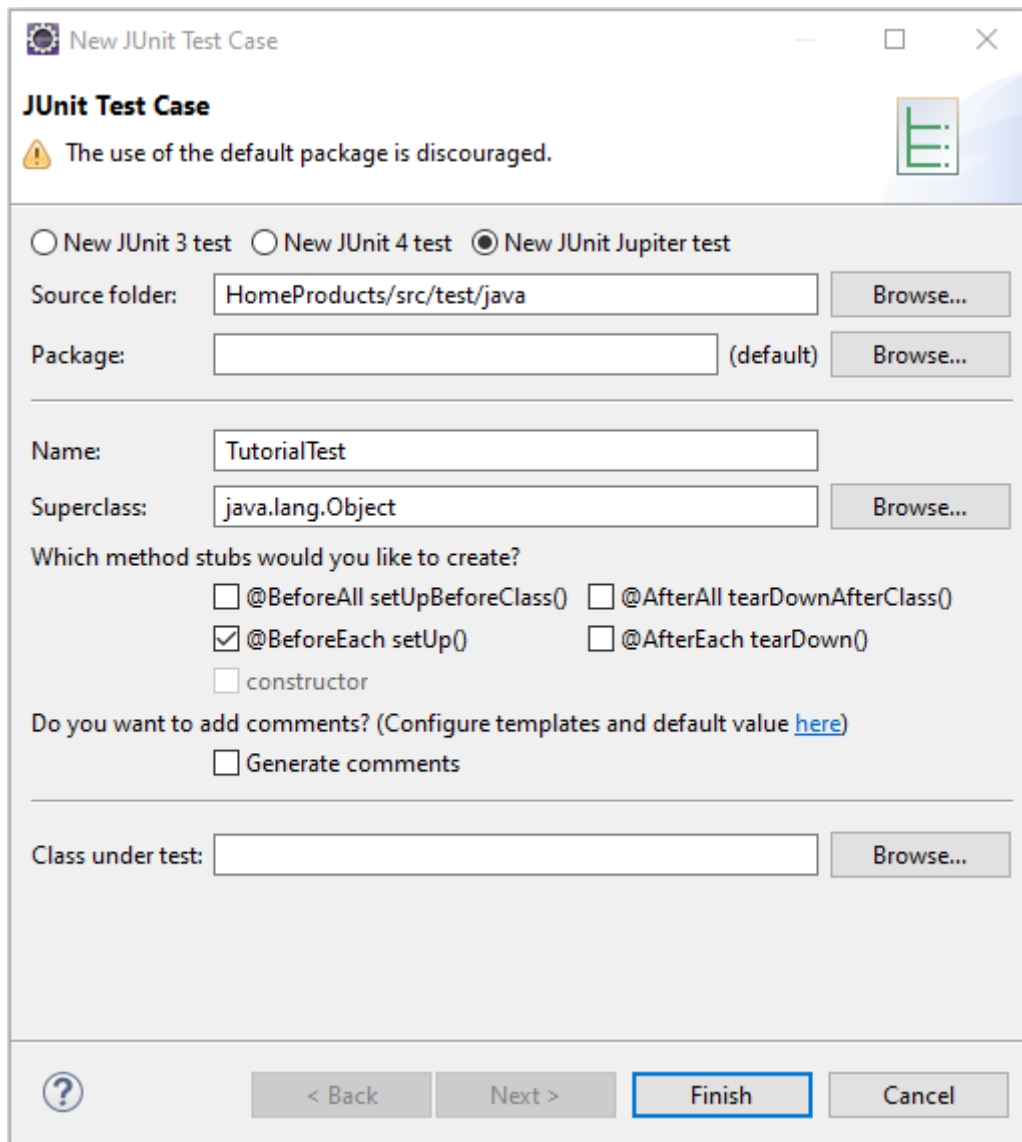 New JUnit Test Case
JUnit Test Case
The use of the default package is discouraged.
New JUnit 3 test New JUnit 4 test New JUnit Jupiter test
Source folder: HomeProducts/src/test/java Browse...
Package: (default) Browse...
Name: TutorialTest
Superclass: java.lang.Object Browse...
Which method stubs would you like to create?
@BeforeAll setUpBeforeClass() @AfterAll tearDownAfterClass()
@BeforeEach setUp() @AfterEach tearDown()
constructor
Do you want to add comments? (Configure templates and default value here)
Generate comments
Class under test: Browse...
? < Back Next > Finish Cancel